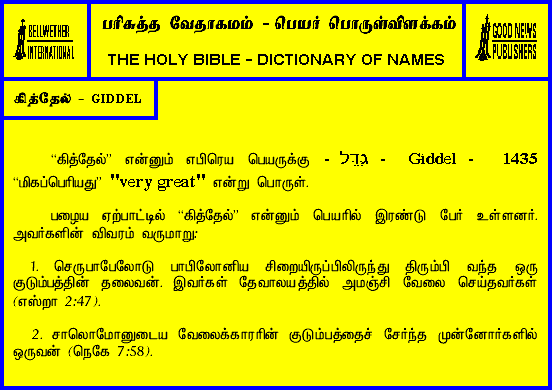 BELLWETHER
INTERNATIONAL
பரிசுத்த வேதாகமம் - பெயர் பொருள்விளக்கம்
THE HOLY BIBLE - DICTIONARY OF NAMES
GOOD NEWS
PUBLISHERS
கித்தேல் - GIDDEL
“கித்தேல்” என்னும் எபிரெய பெயருக்கு - גִּדֵּל - Giddel - 1435
“மிகப்பெரியது” "very great" என்று பொருள்.
பழைய ஏற்பாட்டில் “கித்தேல்” என்னும் பெயரில் இரண்டு பேர் உள்ளனர்.
அவர்களின் விவரம் வருமாறு:
1. செருபாபேலோடு பாபிலோனிய சிறையிருப்பிலிருந்து திரும்பி வந்த ஒரு
குடும்பத்தின் தலைவன். இவர்கள் தேவாலயத்தில் அமஞ்சி வேலை செய்தவர்கள்
(எஸ்றா 2:47).
2. சாலொமோனுடைய வேலைக்காரரின் குடும்பத்தைச் சேர்ந்த முன்னோர்களில்
ஒருவன் (நெகே 7:58).